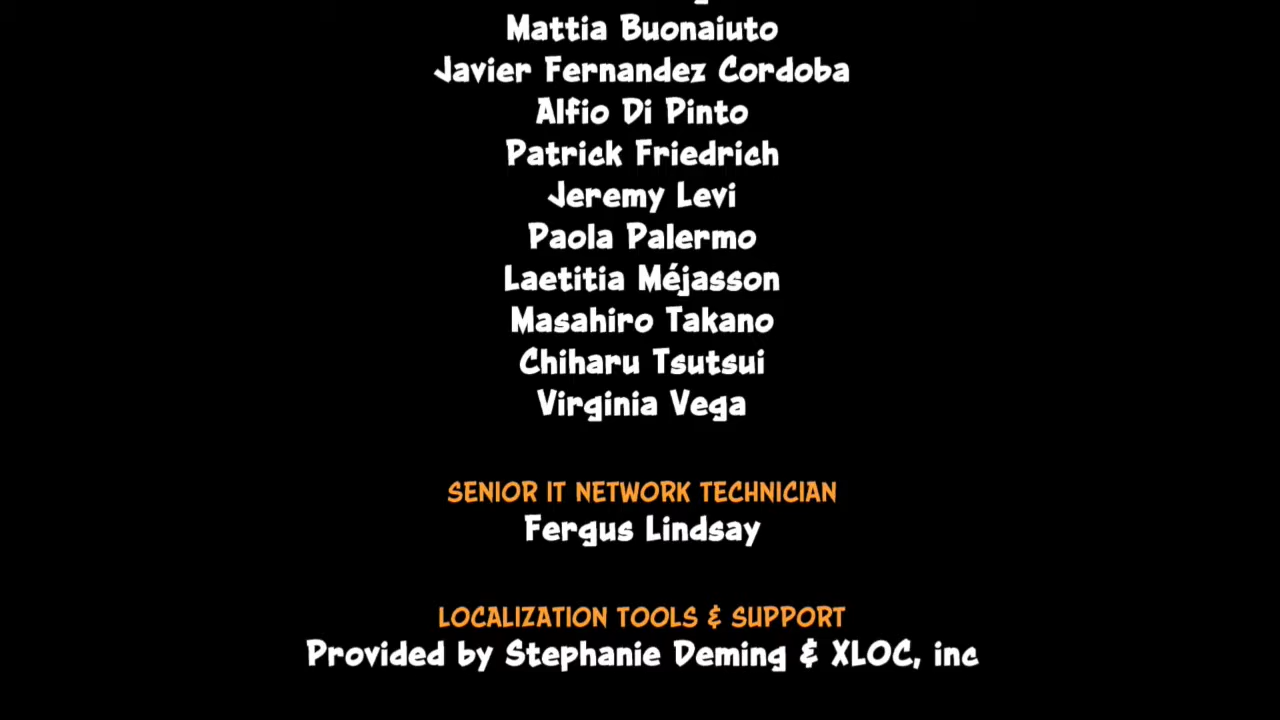 Mattia Buonaiuto
Javier Fernandez Cordoba
Alfio Di Pinto
Patrick Friedrich
Jeremy Levi
Paola Palermo
Laetitia Méjasson
Masahiro Takano
Chiharu Tsutsui
Virginia Vega
SENIOR IT NETWORK TECHNICIAN
Fergus Lindsay
LOCALIZATION TOOLS & SUPPORT
Provided by Stephanie Deming & XLOC, inc